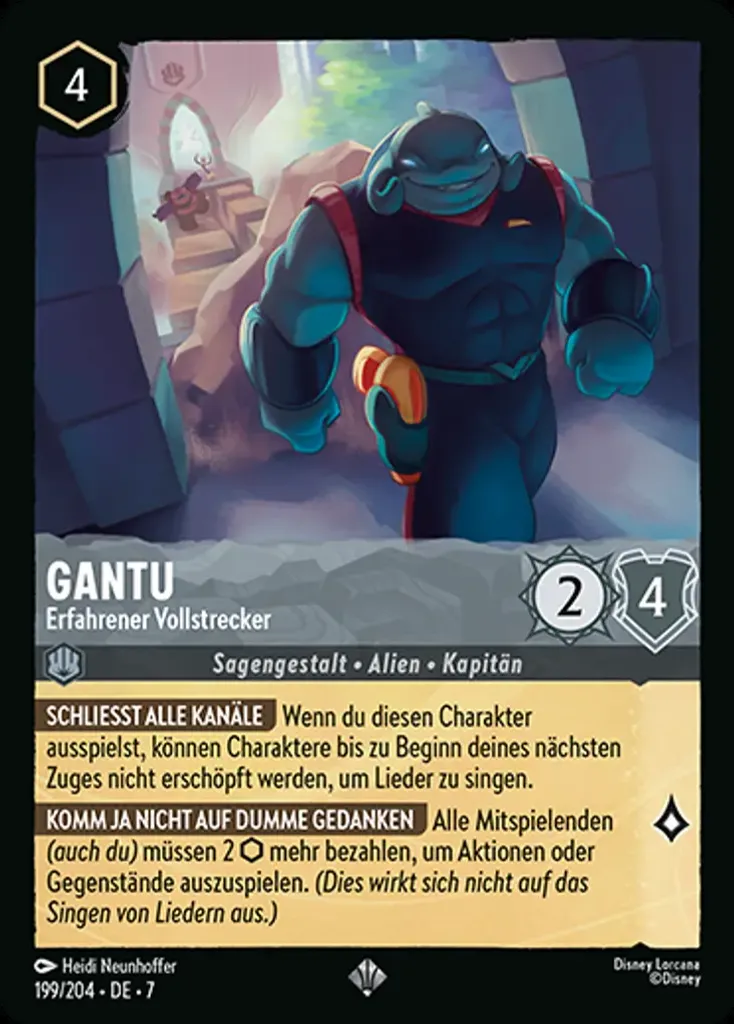 4
GANTU
Erfahrener Vollstrecker
2
4
Sagengestalt • Alien • Kapitän
SCHLIESST ALLE KANÄLE Wenn du diesen Charakter
ausspielst, können Charaktere bis zu Beginn deines nächsten
Zuges nicht erschöpft werden, um Lieder zu singen.
KOMM JA NICHT AUF DUMME GEDANKEN Alle Mitspielenden
(auch du) müssen 2 ⬡ mehr bezahlen, um Aktionen oder
Gegenstände auszuspielen. (Dies wirkt sich nicht auf das
Singen von Liedern aus.)
Heidi Neunhoffer
199/204 • DE • 7
Disney Lorcana
©Disney